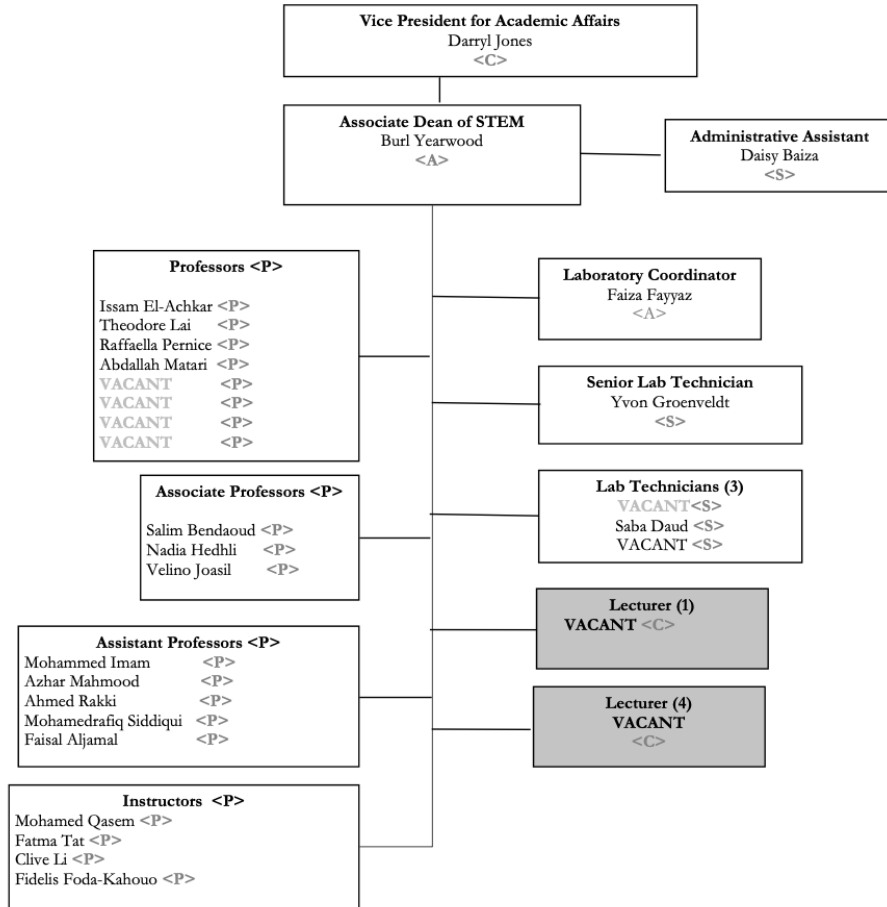 Vice President for Academic Affairs
Darryl Jones
<C>
Associate Dean of STEM
Burl Yearwood
<A>
Administrative Assistant
Daisy Baiza
<S>
Professors <P>
Issam El-Achkar <P>
Theodore Lai <P>
Raffaella Pernice <P>
Abdallah Matari <P>
VACANT <P>
VACANT <P>
VACANT <P>
VACANT <P>
Associate Professors <P>
Salim Bendaoud <P>
Nadia Hedhli <P>
Velino Joasil <P>
Assistant Professors <P>
Mohammed Imam <P>
Azhar Mahmood <P>
Ahmed Rakki <P>
Mohamedrafiq Siddiqui <P>
Faisal Aljamal <P>
Instructors <P>
Mohamed Qasem <P>
Fatma Tat <P>
Clive Li <P>
Fidelis Foda-Kahouo <P>
Laboratory Coordinator
Faiza Fayyaz
<A>
Senior Lab Technician
Yvon Groenveldt
<S>
Lab Technicians (3)
VACANT<S>
Saba Daud <S>
VACANT <S>
Lecturer (1)
VACANT <C>
Lecturer (4)
VACANT
<C>